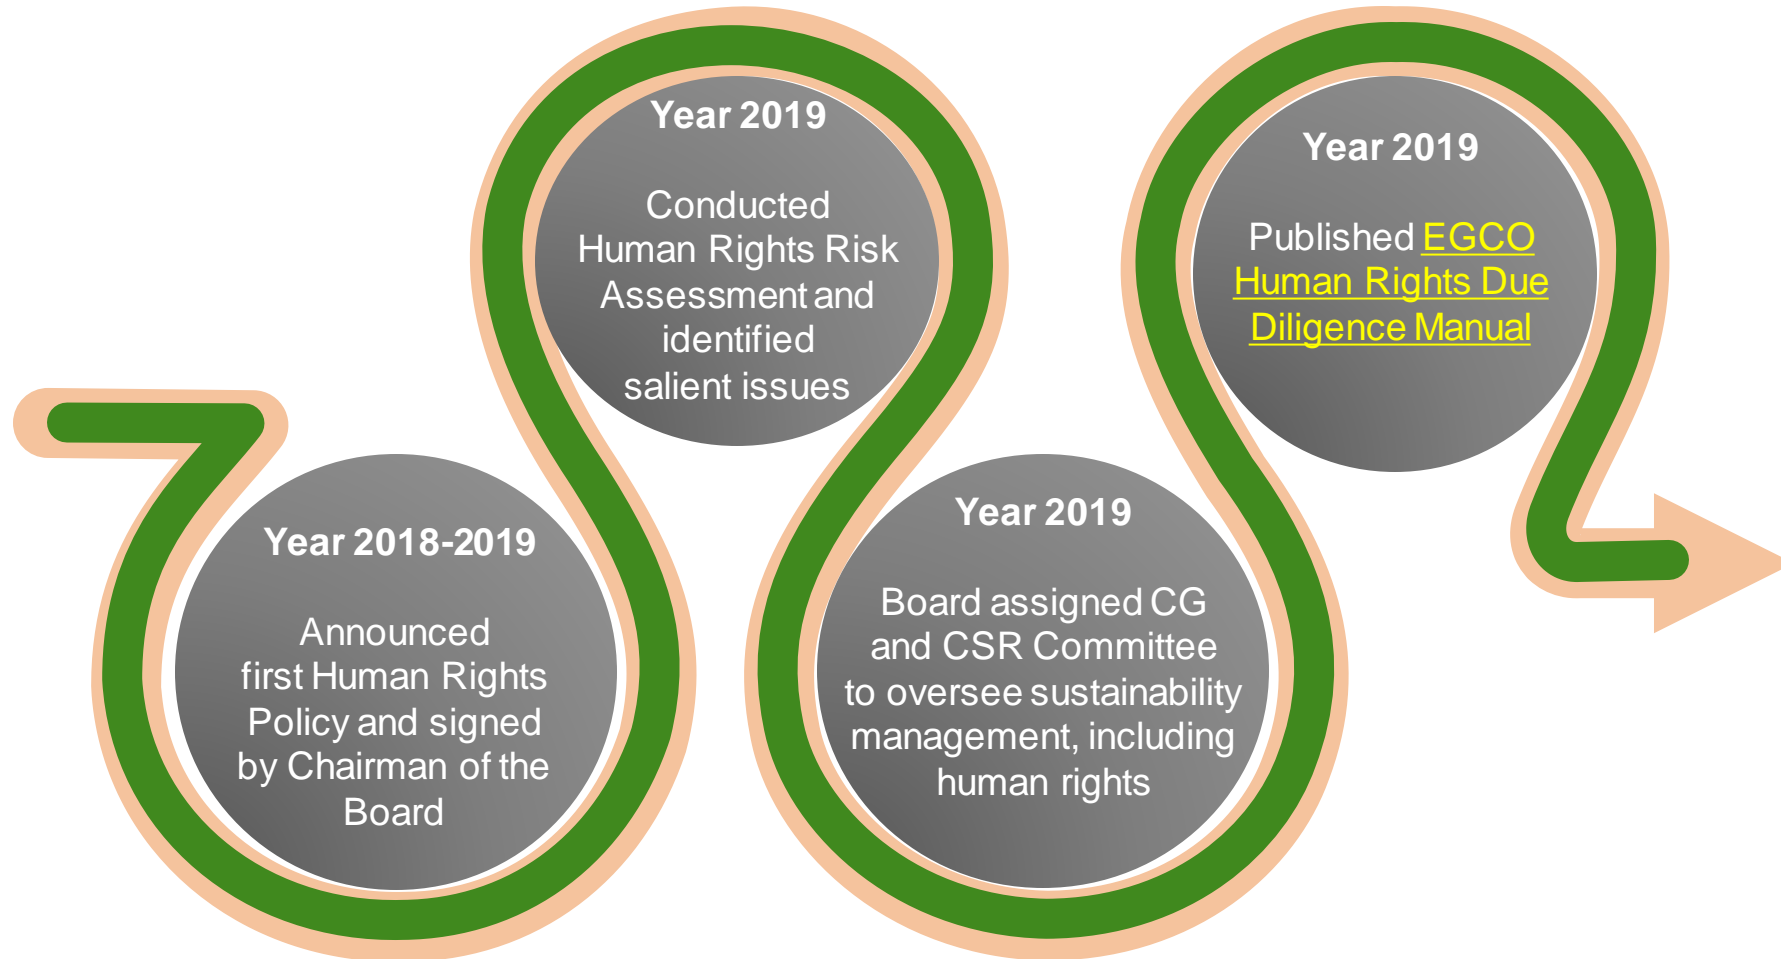 Year 2018-2019
Announced
first Human Rights
Policy and signed
by Chairman of the
Board
Year 2019
Conducted
Human Rights Risk
Assessment and
identified
salient issues
Year 2019
Board assigned CG
and CSR Committee
to oversee sustainability
management, including
human rights
Year 2019
Published EGCO
Human Rights Due
Diligence Manual